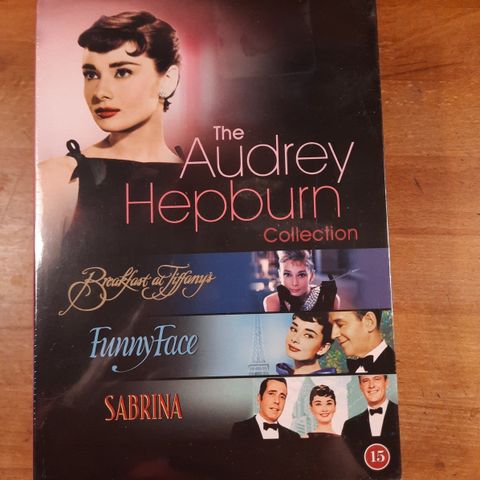 The
Audrey
Hepburn
Collection
Breakfast at Tiffany's
Funny Face
SABRINA
15